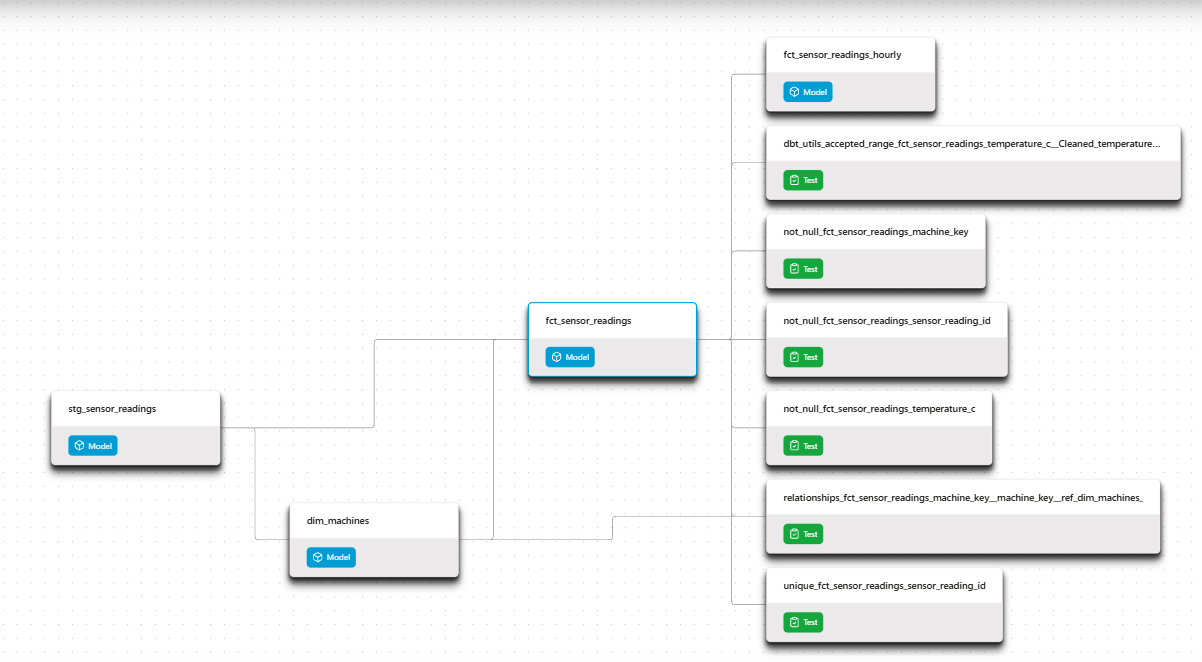 fct_sensor_readings_hourly
Model
dbt_utils_accepted_range_fct_sensor_readings_temperature_c__Cleaned_temperature...
Test
not_null_fct_sensor_readings_machine_key
Test
fct_sensor_readings
Model
not_null_fct_sensor_readings_sensor_reading_id
Test
stg_sensor_readings
Model
not_null_fct_sensor_readings_temperature_c
Test
dim_machines
Model
relationships_fct_sensor_readings_machine_key__machine_key__ref_dim_machines_
Test
unique_fct_sensor_readings_sensor_reading_id
Test